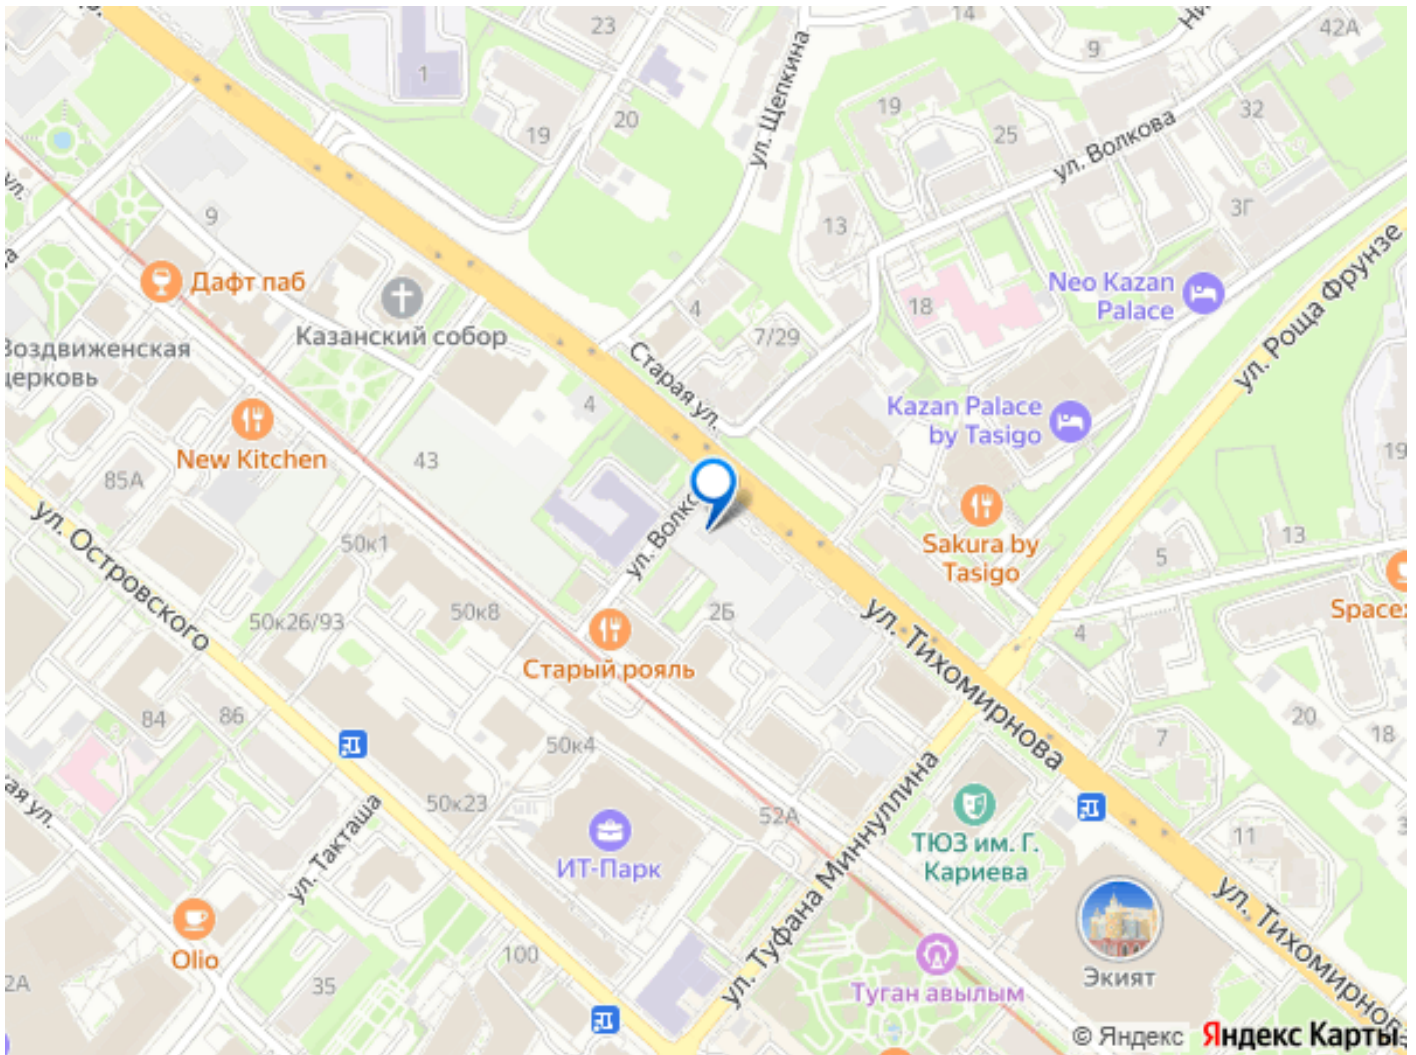 23
14
42А
9
1
19
20
ул. Щепкина
19
25
32
ул. Волкова
ул.
9
13
3Г
Дафт паб
Казанский собор
Воздвиженская
церковь
4
7/29
18
Neo Kazan
Palace
ул. Роща Фрунзе
Старая ул.
4
Kazan Palace
by Tasigo
New Kitchen
43
85А
19
ул. Островского
50к1
ул. Волко
Sakura by
Tasigo
5
13
50к26/93
50к8
2Б
Старый рояль
ул. Тихомирнова
4
Space
84
86
50к4
20
18
7
50к23
52А
ул. Туфана Миннуллина
ТЮЗ им. Г.
Кариева
11
ая ул.
ул. Такташа
ИТ-Парк
ул. Тихомирнов
Olio
100
35
2А
Туган авылым
Экият
© Яндекс Яндекс Карты